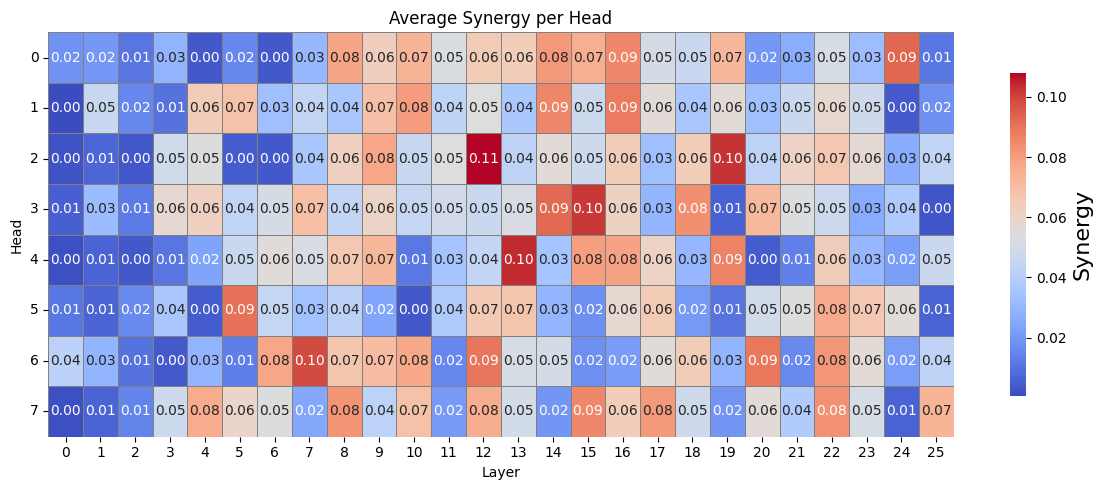 Average Synergy per Head
0 0.02 0.02 0.01 0.03 0.00 0.02 0.00 0.03 0.08 0.06 0.07 0.05 0.06 0.06 0.08 0.07 0.09 0.05 0.05 0.07 0.02 0.03 0.05 0.03 0.09 0.01
1 0.00 0.05 0.02 0.01 0.06 0.07 0.03 0.04 0.04 0.07 0.08 0.04 0.05 0.04 0.09 0.05 0.09 0.06 0.04 0.06 0.03 0.05 0.06 0.05 0.00 0.02
2 0.00 0.01 0.00 0.05 0.05 0.00 0.00 0.04 0.06 0.08 0.05 0.05 0.11 0.04 0.06 0.05 0.06 0.03 0.06 0.10 0.04 0.06 0.07 0.06 0.03 0.04
3 0.01 0.03 0.01 0.06 0.06 0.04 0.05 0.07 0.04 0.06 0.05 0.05 0.05 0.05 0.09 0.10 0.06 0.03 0.08 0.01 0.07 0.05 0.05 0.03 0.04 0.00
4 0.00 0.01 0.00 0.01 0.02 0.05 0.06 0.05 0.07 0.07 0.01 0.03 0.04 0.10 0.05 0.08 0.08 0.06 0.03 0.09 0.00 0.01 0.06 0.03 0.02 0.05
5 0.01 0.01 0.02 0.04 0.00 0.09 0.05 0.03 0.04 0.02 0.00 0.04 0.07 0.07 0.03 0.02 0.06 0.06 0.02 0.01 0.05 0.05 0.08 0.07 0.06 0.01
6 0.04 0.03 0.01 0.00 0.03 0.01 0.08 0.10 0.07 0.07 0.08 0.02 0.09 0.05 0.05 0.02 0.02 0.06 0.06 0.03 0.09 0.02 0.08 0.06 0.02 0.04
7 0.00 0.01 0.01 0.05 0.08 0.06 0.05 0.02 0.08 0.04 0.07 0.02 0.08 0.05 0.02 0.09 0.06 0.08 0.05 0.02 0.06 0.04 0.08 0.05 0.01 0.07
0 1 2 3 4 5 6 7 8 9 10 11 12 13 14 15 16 17 18 19 20 21 22 23 24 25
Layer
Head
0.10
0.08
0.06
0.04
0.02
Synergy